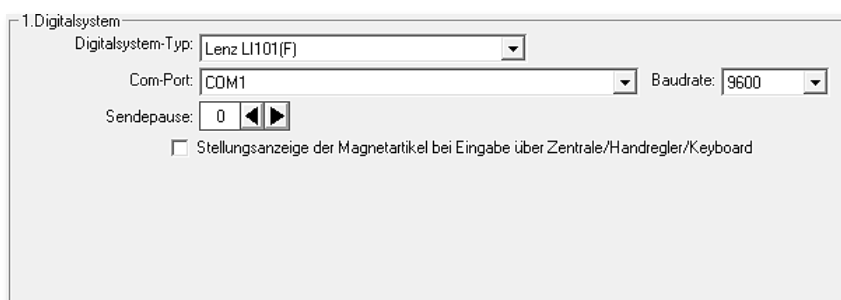 1.Digitalsystem
Digitalsystem-Typ: Lenz LI101(F)
Com-Port: COM1 Baudrate: 9600
Sendepause: 0
Stellungsanzeige der Magnetartikel bei Eingabe über Zentrale/Handregler/Keyboard